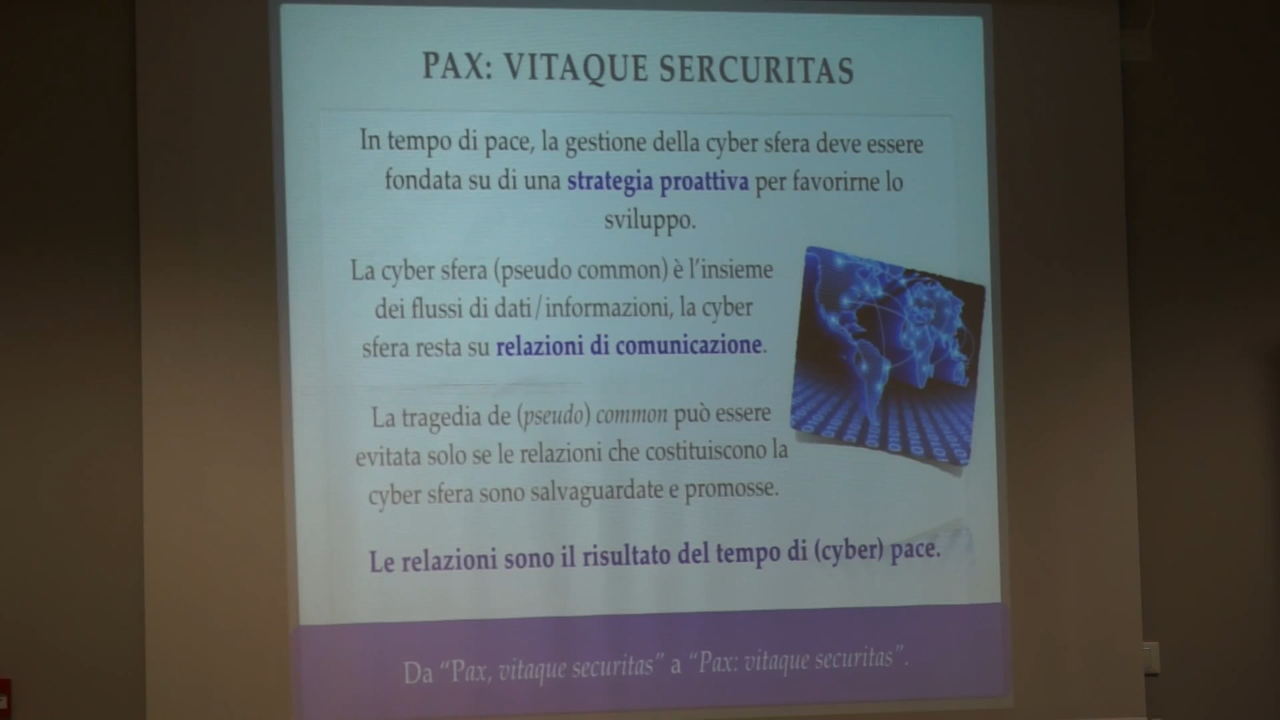 PAX: VITAQUE SERCURITAS
In tempo di pace, la gestione della cyber sfera deve essere
fondata su di una strategia proattiva per favorirne lo
sviluppo.
La cyber sfera (pseudo common) è l'insieme
dei flussi di dati/informazioni, la cyber
sfera resta su relazioni di comunicazione.
La tragedia de (pseudo) common può essere
evitata solo se le relazioni che costituiscono la
cyber sfera sono salvaguardate e promosse.
Le relazioni sono il risultato del tempo di (cyber) pace.
Da “Pax, vitaque securitas” a “Pax: vitaque securitas”.